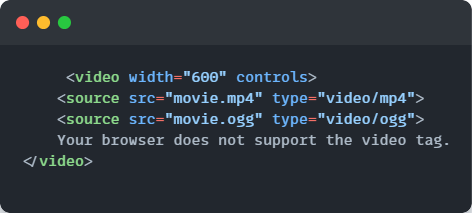 <video width="600" controls>
<source src="movie.mp4" type="video/mp4">
<source src="movie.ogg" type="video/ogg">
Your browser does not support the video tag.
</video>